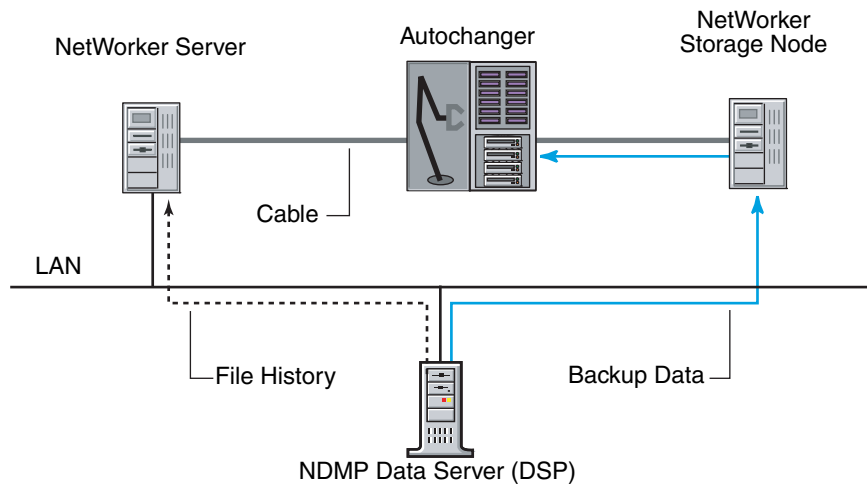 NetWorker Server
Autochanger
NetWorker
Storage Node
Cable
LAN
File History
Backup Data
NDMP Data Server (DSP)